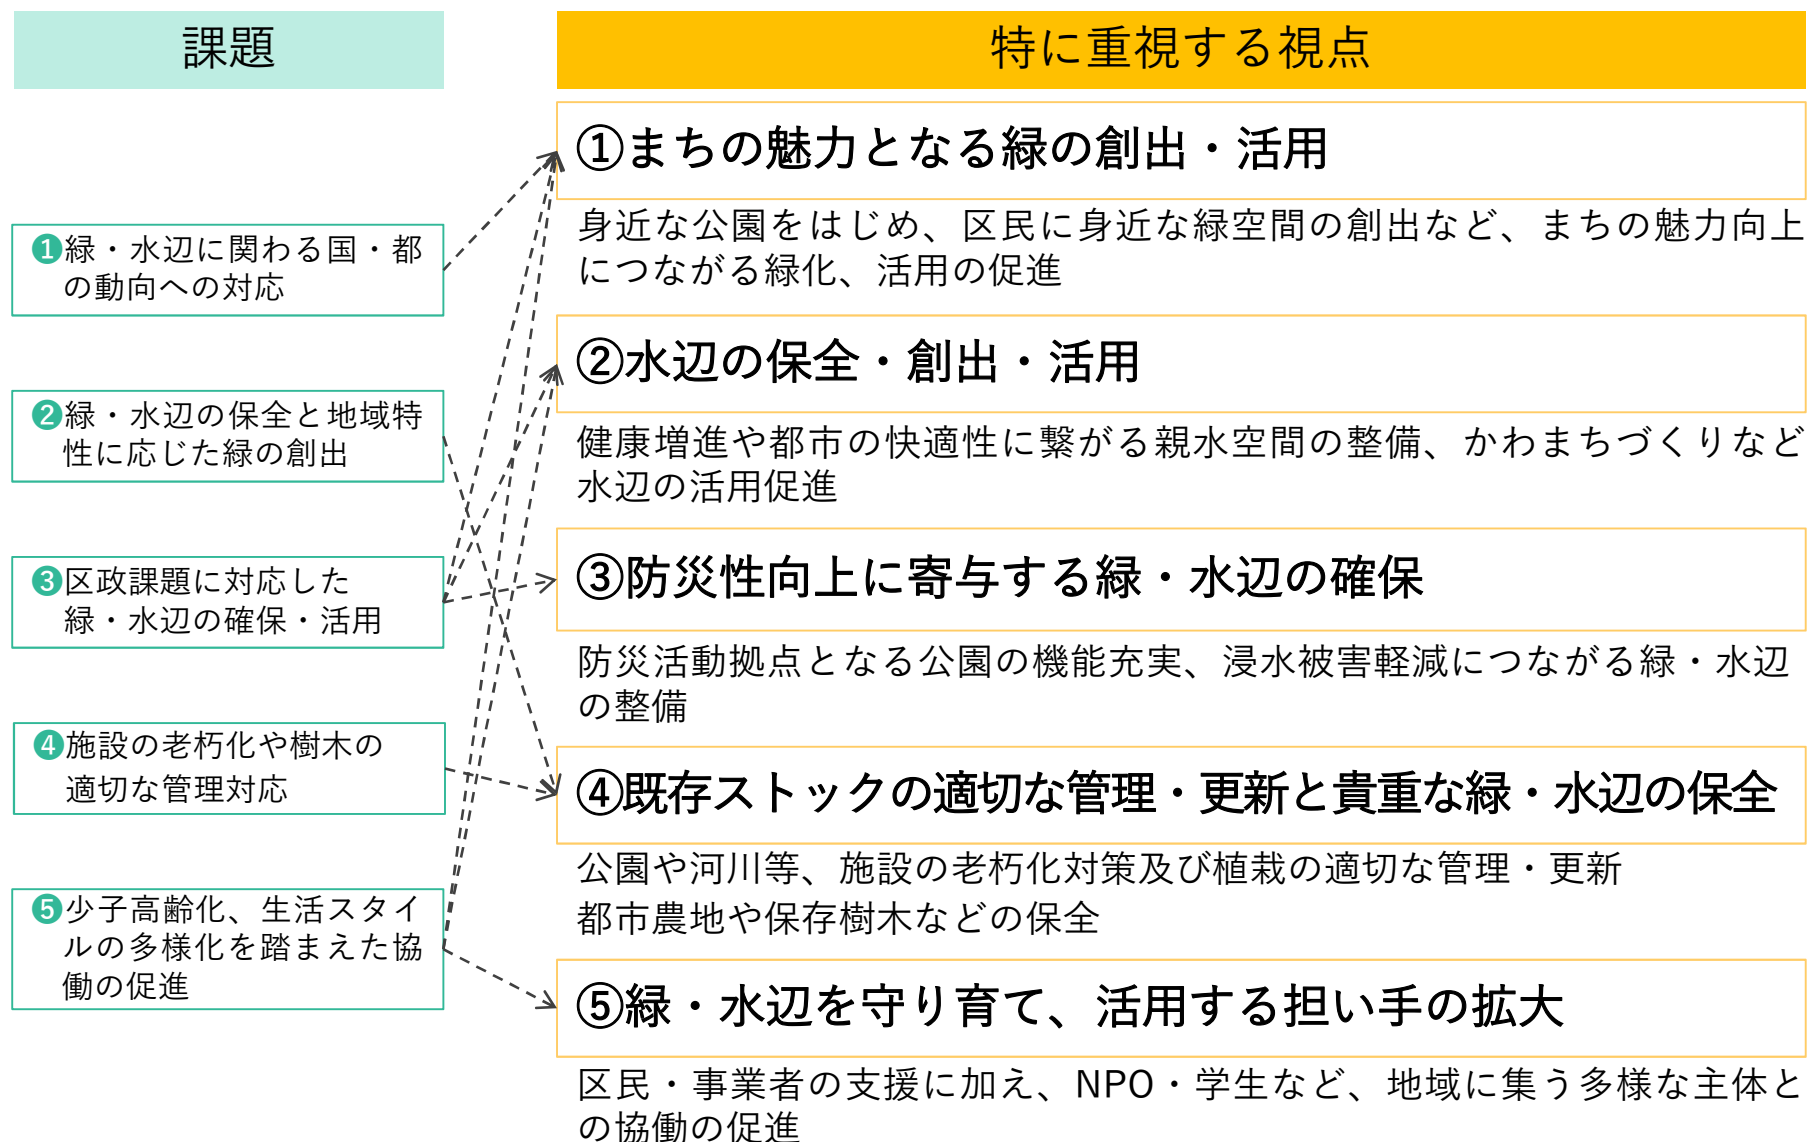 課題
❶緑・水辺に関わる国・都
の動向への対応
❷緑・水辺の保全と地域特
性に応じた緑の創出
❸区政課題に対応した
緑・水辺の確保・活用
❹施設の老朽化や樹木の
適切な管理対応
❺少子高齢化、生活スタイ
ルの多様化を踏まえた協
働の促進
特に重視する視点
①まちの魅力となる緑の創出・活用
身近な公園をはじめ、区民に身近な緑空間の創出など、まちの魅力向上
につながる緑化、活用の促進
②水辺の保全・創出・活用
健康増進や都市の快適性に繋がる親水空間の整備、かわまちづくりなど
水辺の活用促進
③防災性向上に寄与する緑・水辺の確保
防災活動拠点となる公園の機能充実、浸水被害軽減につながる緑・水辺
の整備
④既存ストックの適切な管理・更新と貴重な緑・水辺の保全
公園や河川等、施設の老朽化対策及び植栽の適切な管理・更新
都市農地や保存樹木などの保全
⑤緑・水辺を守り育て、活用する担い手の拡大
区民・事業者の支援に加え、NPO・学生など、地域に集う多様な主体と
の協働の促進